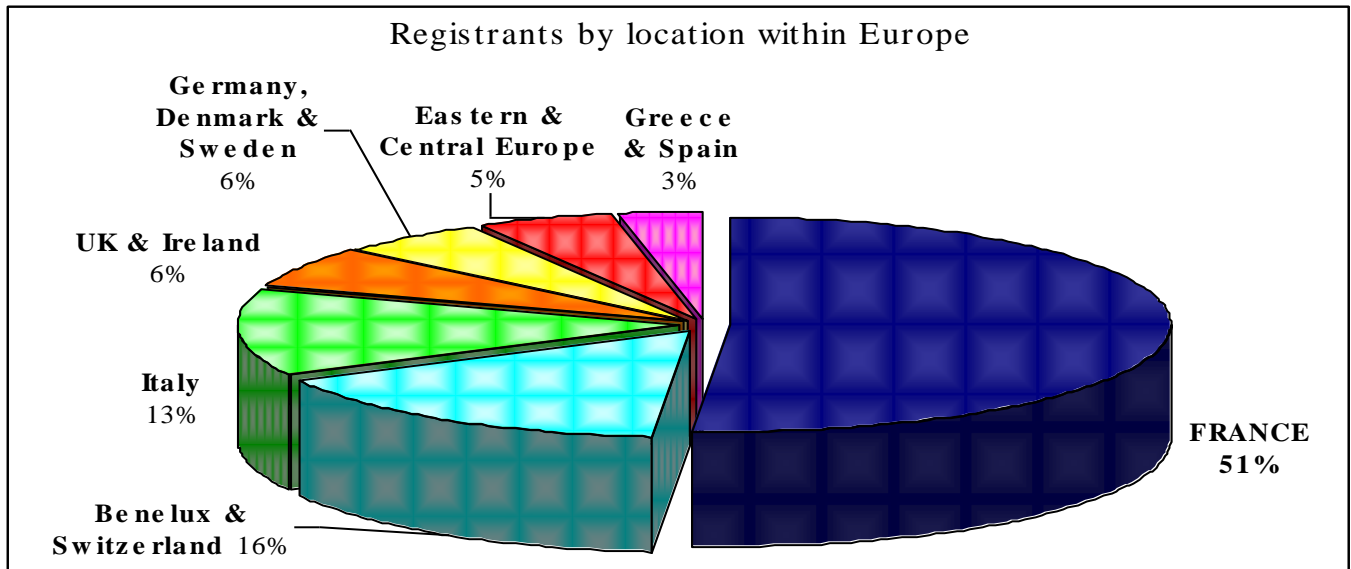 Registrants by location within Europe
Germany,
Denmark &
Sweden
6%
Eastern &
Central Europe
5%
Greece
& Spain
3%
UK & Ireland
6%
Italy
13%
FRANCE
51%
Benelux &
Switzerland 16%